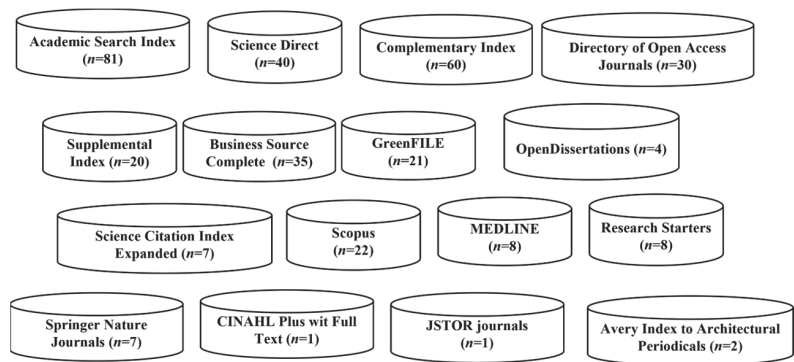 Academic Search Index
(n=81)
Science Direct
(n=40)
Complementary Index
(n=60)
Directory of Open Access
Journals (n=30)
Supplemental
Index (n=20)
Business Source
Complete (n=35)
GreenFILE
(n=21)
OpenDissertations (n=4)
Science Citation Index
Expanded (n=7)
Scopus
(n=22)
MEDLINE
(n=8)
Research Starters
(n=8)
Springer Nature
Journals (n=7)
CINAHL Plus wit Full
Text (n=1)
JSTOR journals
(n=1)
Avery Index to Architectural
Periodicals (n=2)